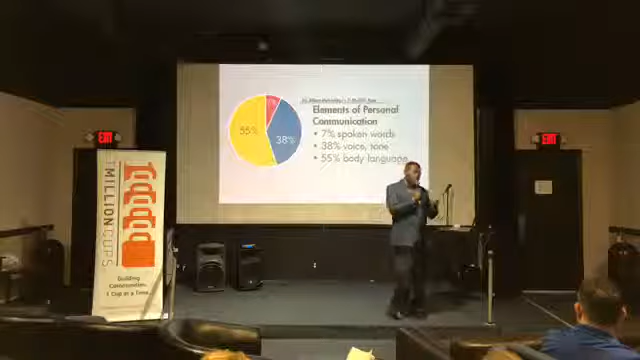 Elements of Personal
Communication
• 7% spoken words
• 38% voice, tone
• 55% body language
55%
38%
EXIT
EXIT
1 MILLION CUPS
Building
Communities.
1 Cup at a Time.